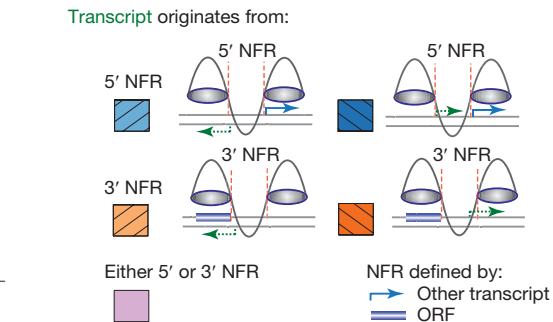 Transcript originates from:
5′ NFR
5′ NFR
5′ NFR
3′ NFR
3′ NFR
3′ NFR
Either 5′ or 3′ NFR
NFR defined by:
Other transcript
ORF